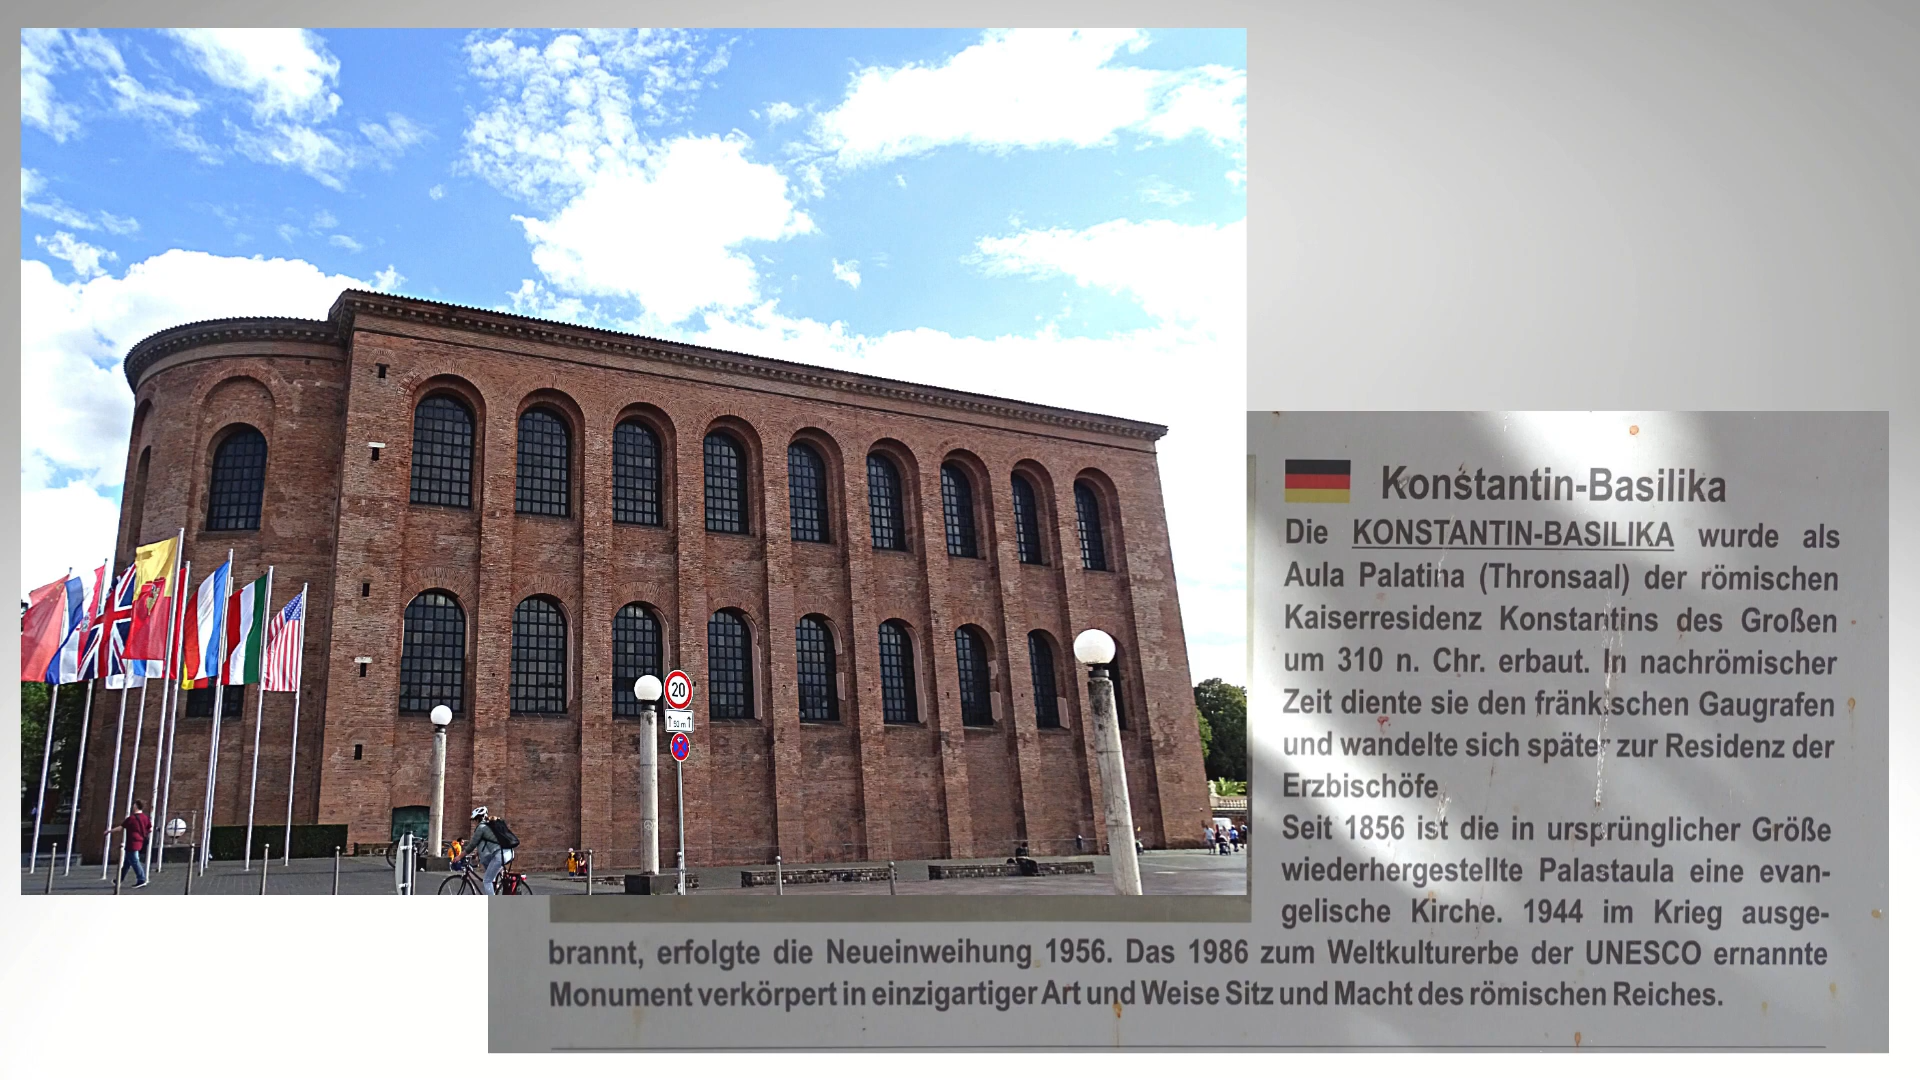 20
50 m
Konstantin-Basilika
Die KONSTANTIN-BASILIKA wurde als
Aula Palatina (Thronsaal) der römischen
Kaiserresidenz Konstantins des Großen
um 310 n. Chr. erbaut. In nachrömischer
Zeit diente sie den fränkischen Gaugrafen
und wandelte sich später zur Residenz der
Erzbischöfe
Seit 1856 ist die in ursprünglicher Größe
wiederhergestellte Palastaula eine evan-
gelische Kirche. 1944 im Krieg ausge-
brannt, erfolgte die Neueinweihung 1956. Das 1986 zum Weltkulturerbe der UNESCO ernannte
Monument verkörpert in einzigartiger Art und Weise Sitz und Macht des römischen Reiches.